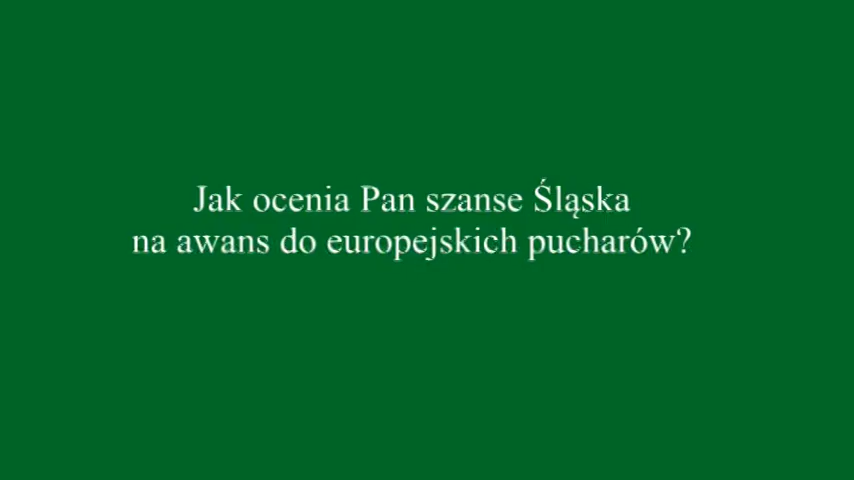 Jak ocenia Pan szanse Śląska
na awans do europejskich pucharów?